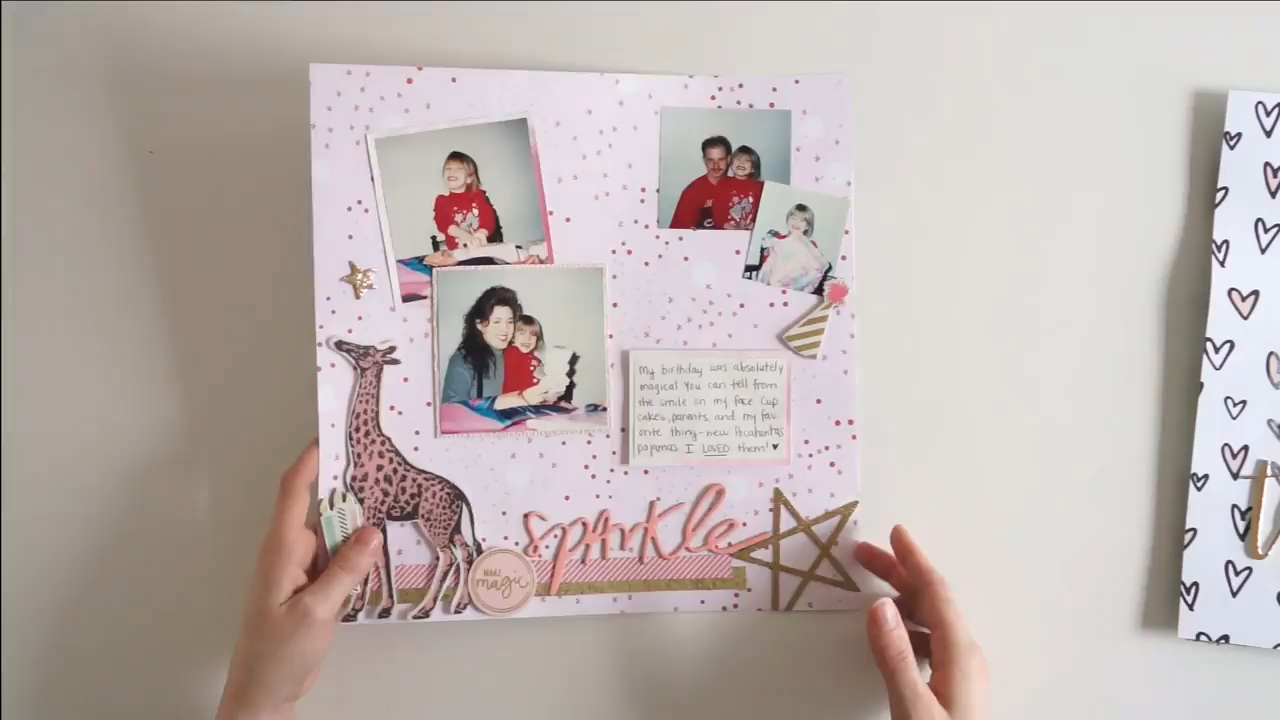 My birthday was absolutely
magical You can tell from
the smile on my face Cup
cakes, parents, and my fav
orite thing-new Pocahontas
pajamas I LOVED them! ♥
sparkle
MAKE
magic